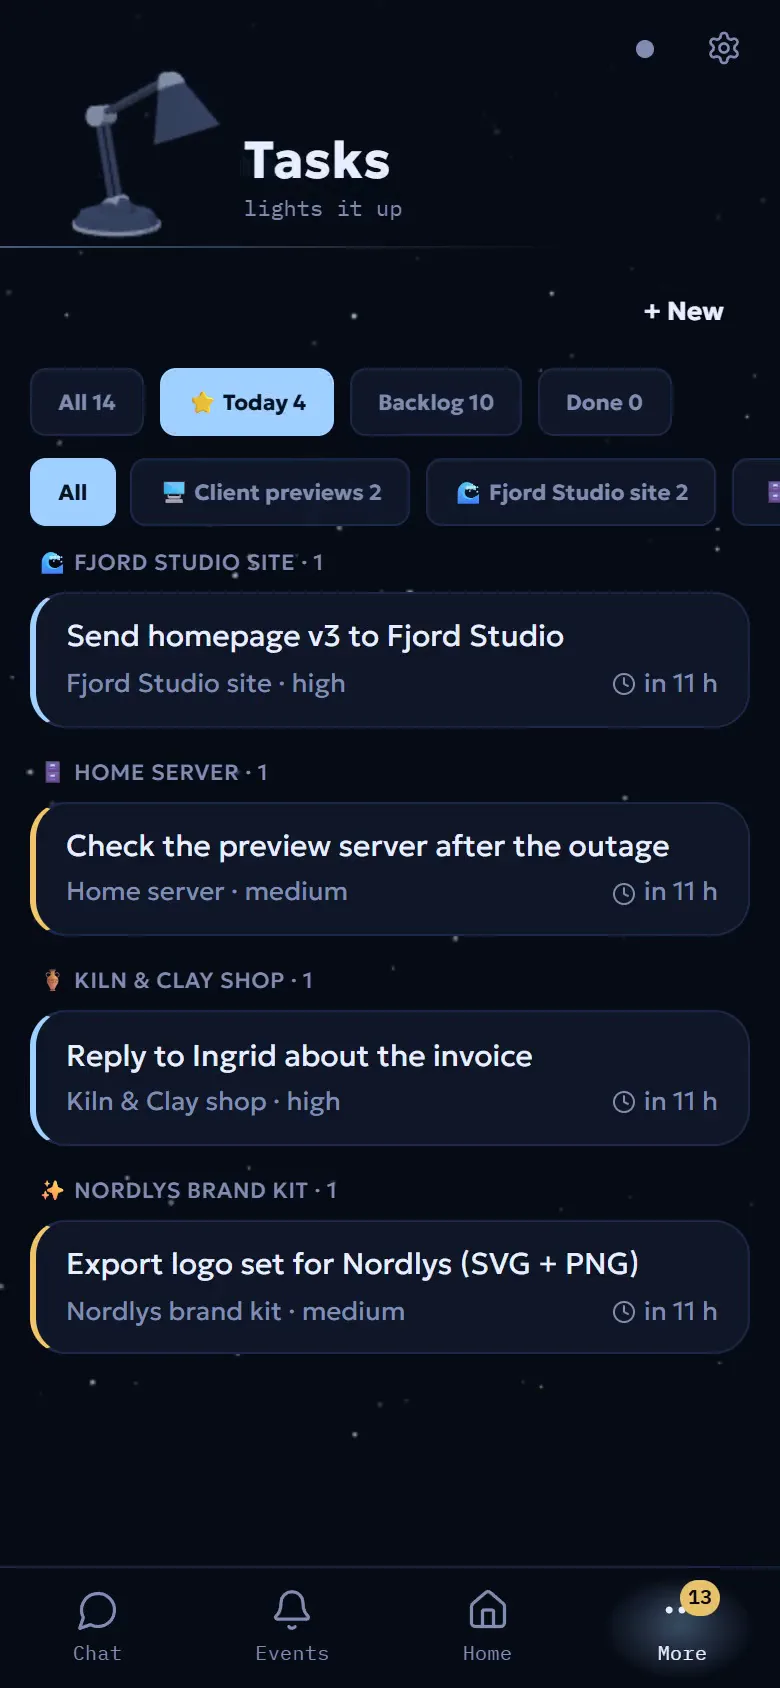 Tasks
lights it up
+ New
All 14
Today 4
Backlog 10
Done 0
All
Client previews 2
Fjord Studio site 2
FJORD STUDIO SITE · 1
Send homepage v3 to Fjord Studio
Fjord Studio site · high
in 11 h
HOME SERVER · 1
Check the preview server after the outage
Home server · medium
in 11 h
KILN & CLAY SHOP · 1
Reply to Ingrid about the invoice
Kiln & Clay shop · high
in 11 h
NORDLYS BRAND KIT · 1
Export logo set for Nordlys (SVG + PNG)
Nordlys brand kit · medium
in 11 h
13
Chat
Events
Home
More